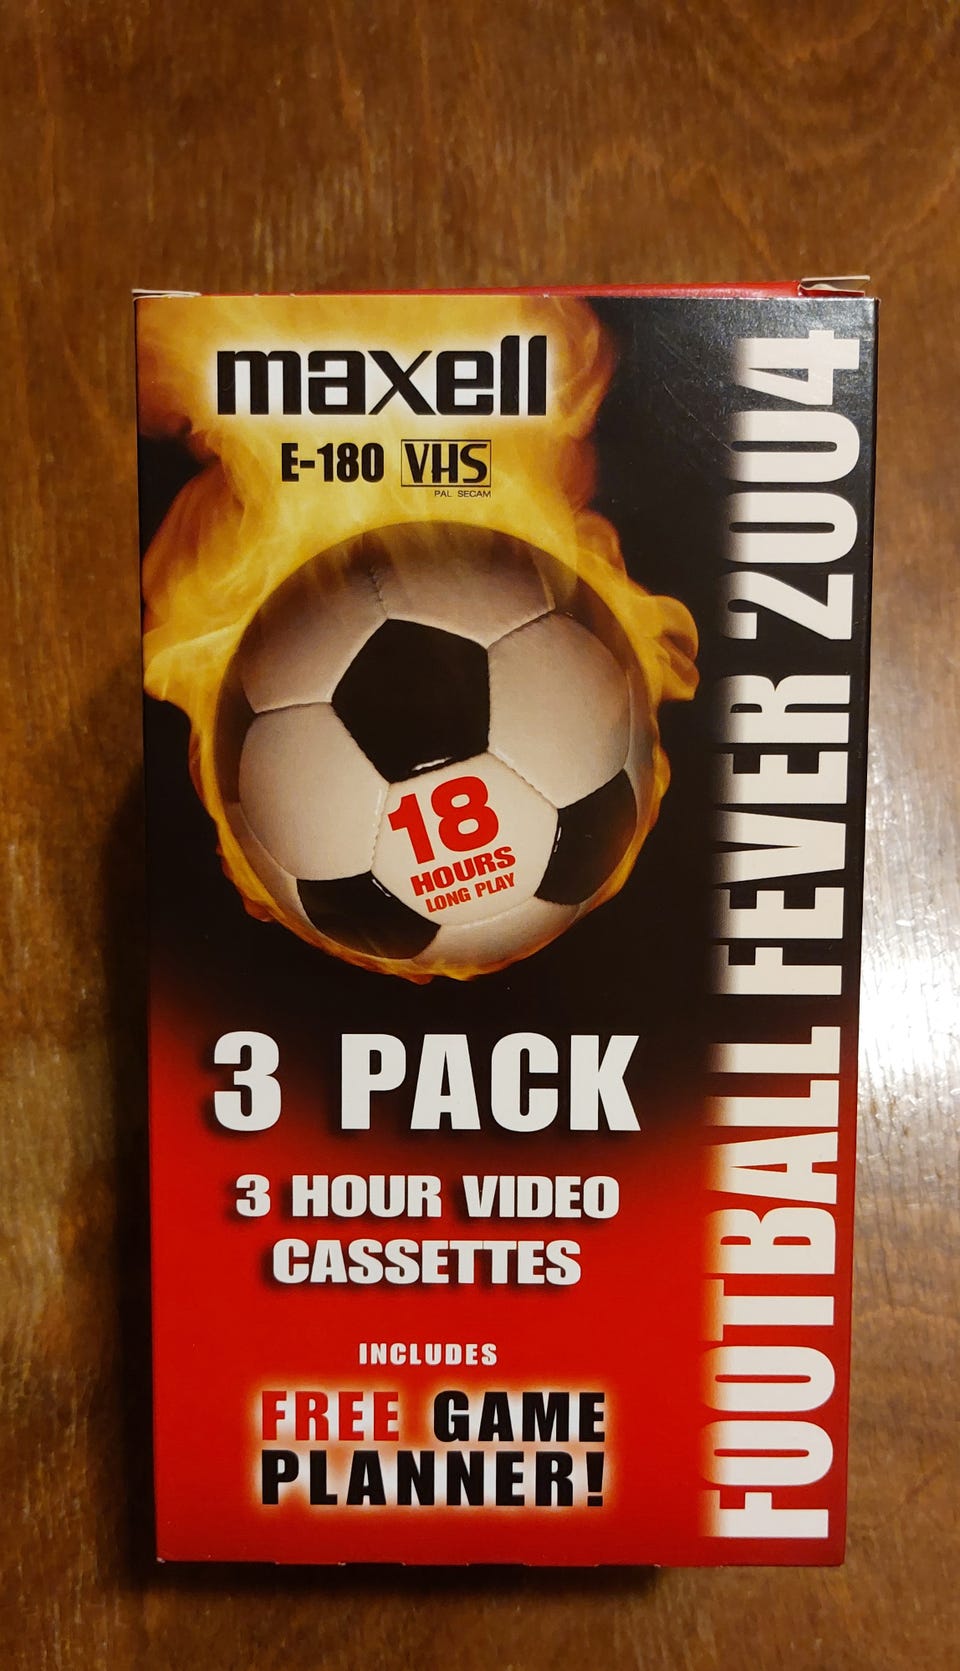 maxell
E-180 VHS
PAL SECAM
18
HOURS
LONG PLAY
3 PACK
3 HOUR VIDEO
CASSETTES
INCLUDES
FREE GAME
PLANNER!
FOOTBALL FEVER 2004